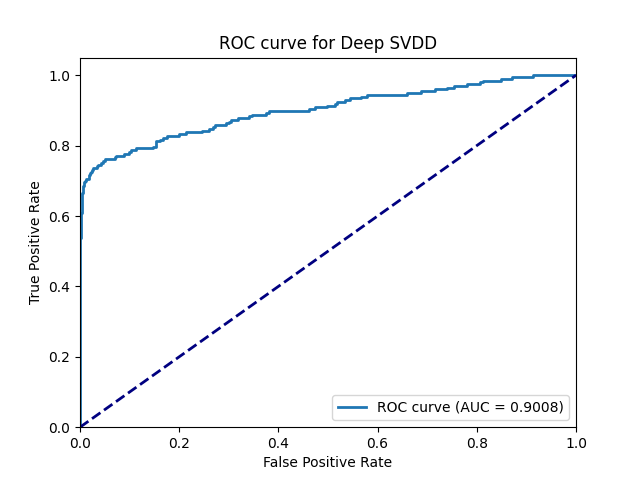 ROC curve for Deep SVDD
True Positive Rate
1.0
0.8
0.6
0.4
0.2
0.0
0.0 0.2 0.4 0.6 0.8 1.0
False Positive Rate
ROC curve (AUC = 0.9008)